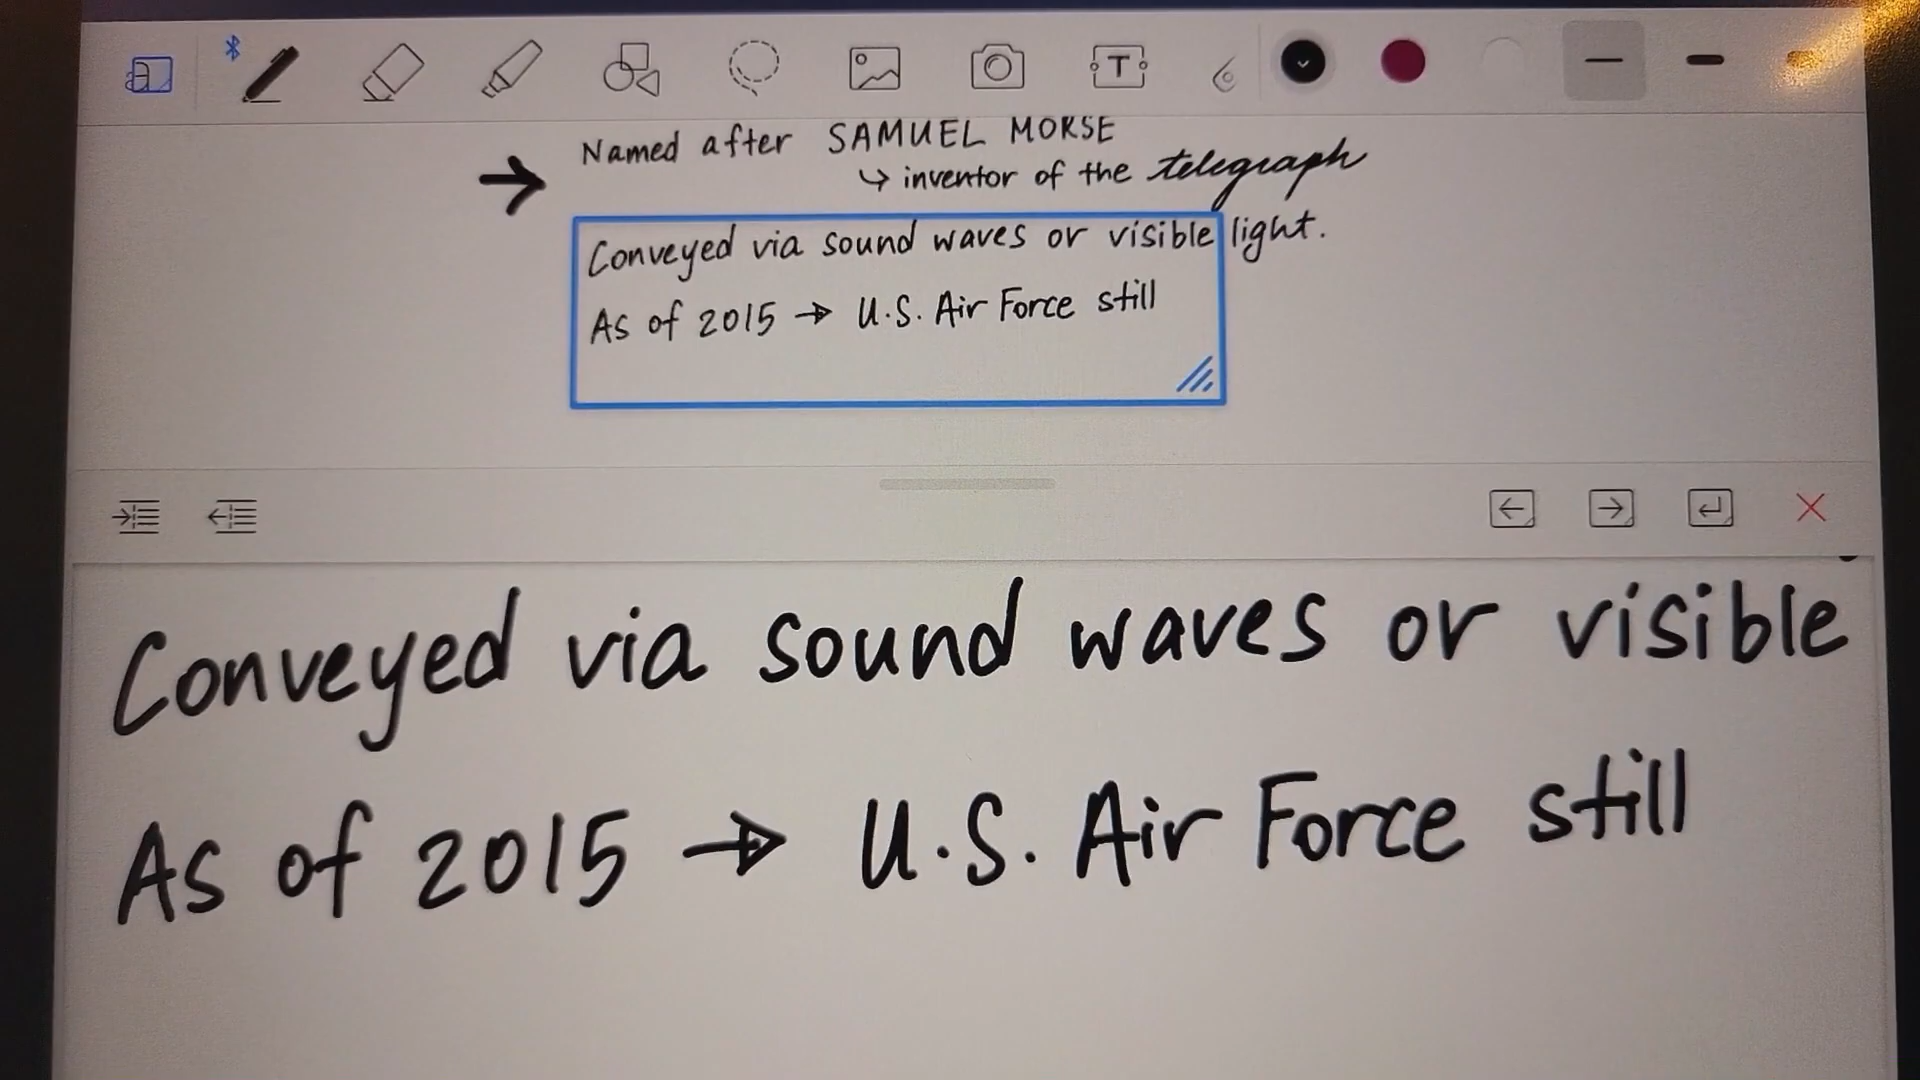 Named after SAMUEL MORSE
↳ inventor of the telegraph
Conveyed via sound waves or visible light.
As of 2015 → U.S. Air Force still
T
Conveyed via sound waves or visible
As of 2015 → U.S. Air Force still